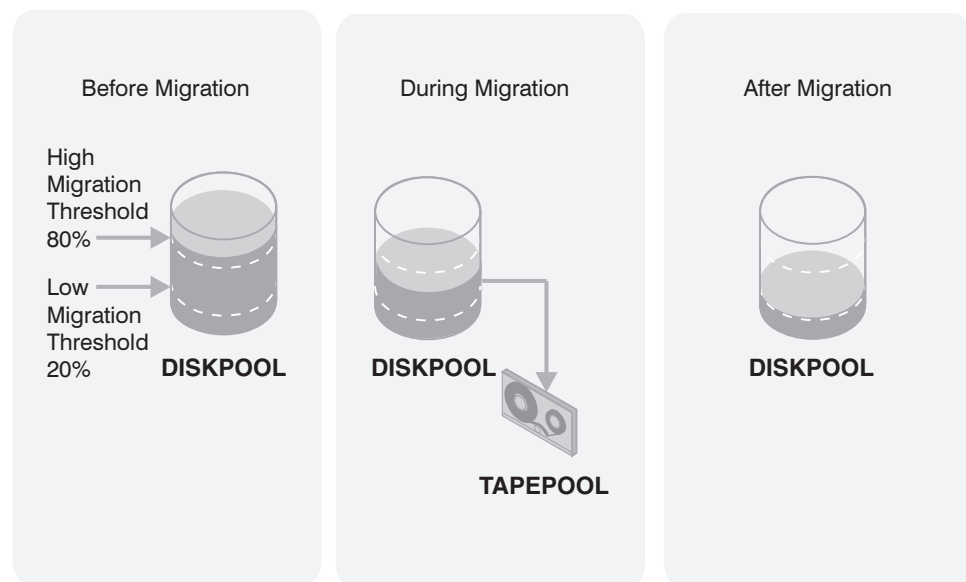 Before Migration
High
Migration
Threshold
80%
Low
Migration
Threshold
20%
DISKPOOL
During Migration
DISKPOOL
TAPEPOOL
After Migration
DISKPOOL